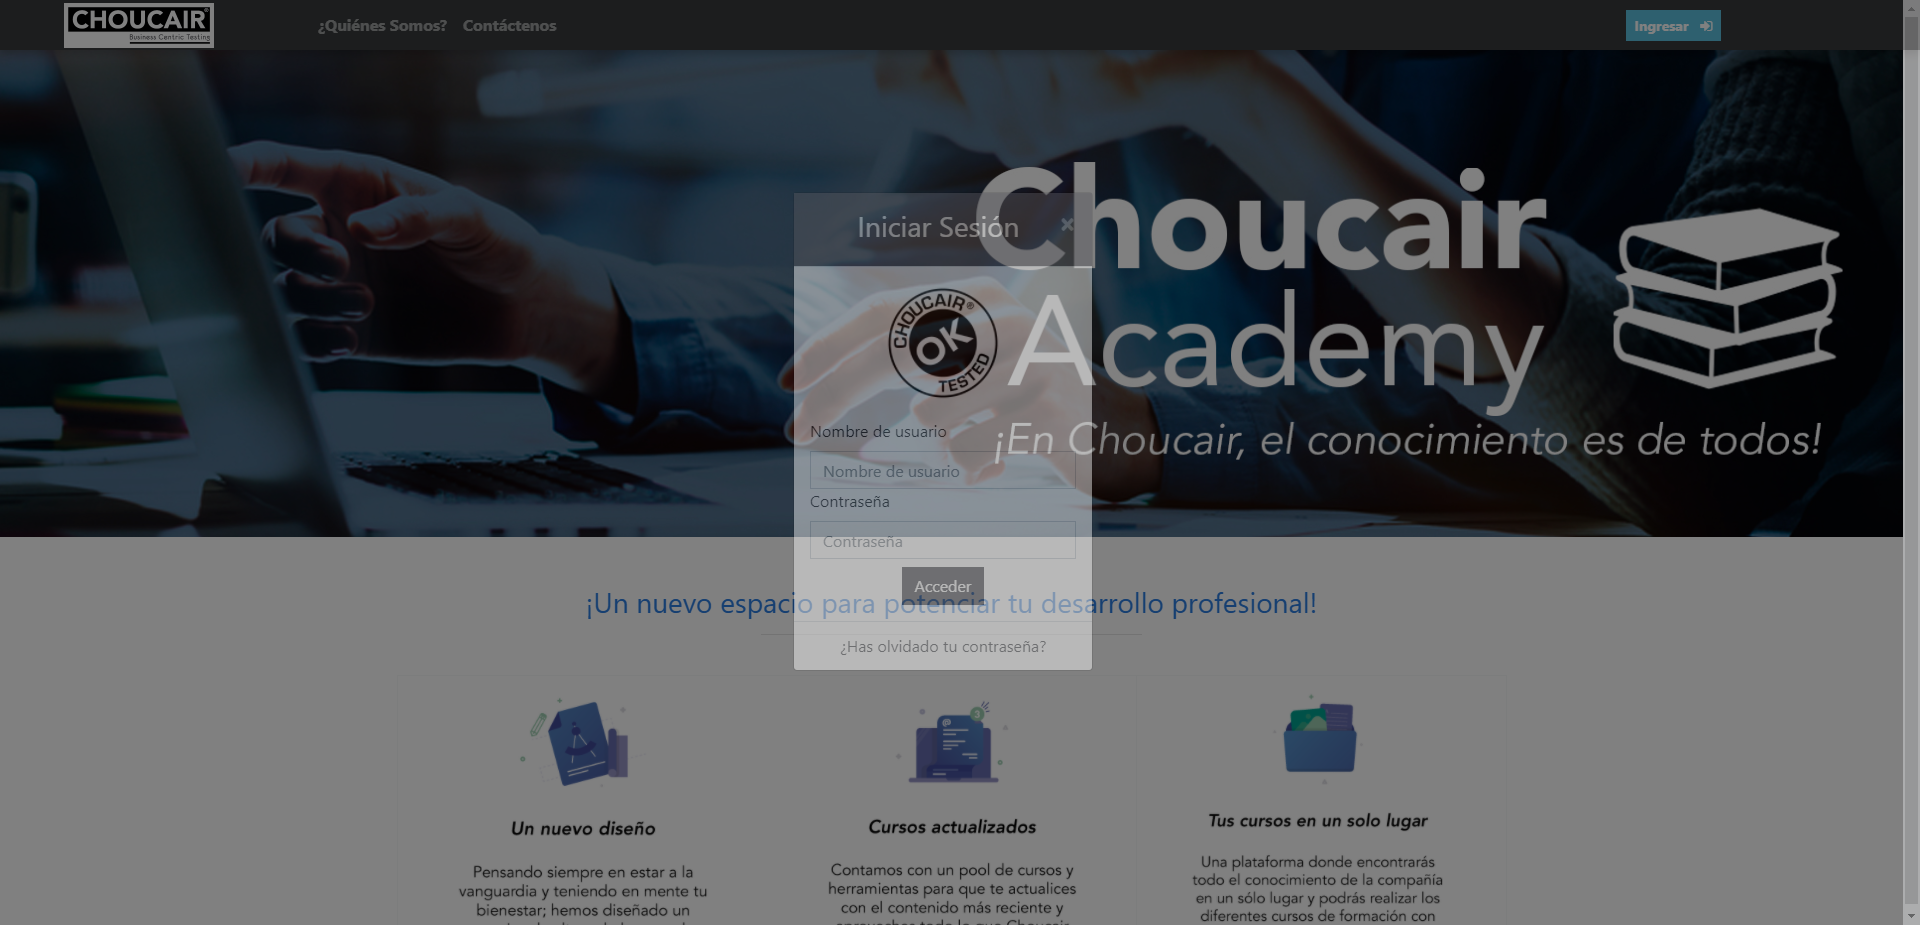 CHOUCAIR®
Business Centric Testing
¿Quiénes Somos?
Contáctenos
Ingresar
Choucair
Academy
¡En Choucair, el conocimiento es de todos!
Iniciar Sesión
×
CHOUCAIR®
OK
TESTED
Nombre de usuario
Nombre de usuario
Contraseña
Contraseña
Acceder
¿Has olvidado tu contraseña?
¡Un nuevo espacio para potenciar tu desarrollo profesional!
Un nuevo diseño
Pensando siempre en estar a la
vanguardia y teniendo en mente tu
bienestar; hemos diseñado un
3
Cursos actualizados
Contamos con un pool de cursos y
herramientas para que te actualices
con el contenido más reciente y
Tus cursos en un solo lugar
Una plataforma donde encontrarás
todo el conocimiento de la compañía
en un sólo lugar y podrás realizar los
diferentes cursos de formación con